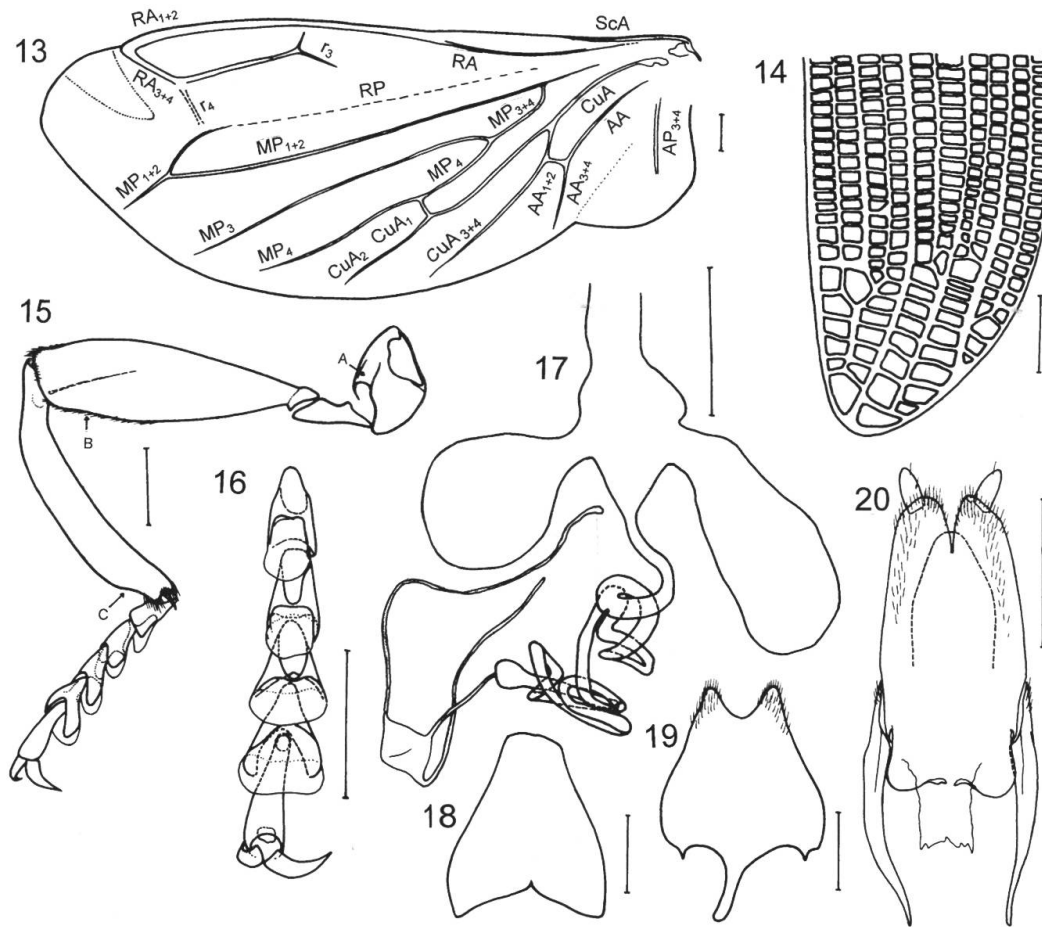 13
RA1+2
ScA
14
r3
RA
RA3+4
r4
RP
CuA
AA
MP3+4
AP3+4
MP1+2
MP1+2
MP4
AA1+2
AA3+4
MP3
CuA1
CuA3+4
MP4
CuA2
15
A
17
B
16
20
C
19
18